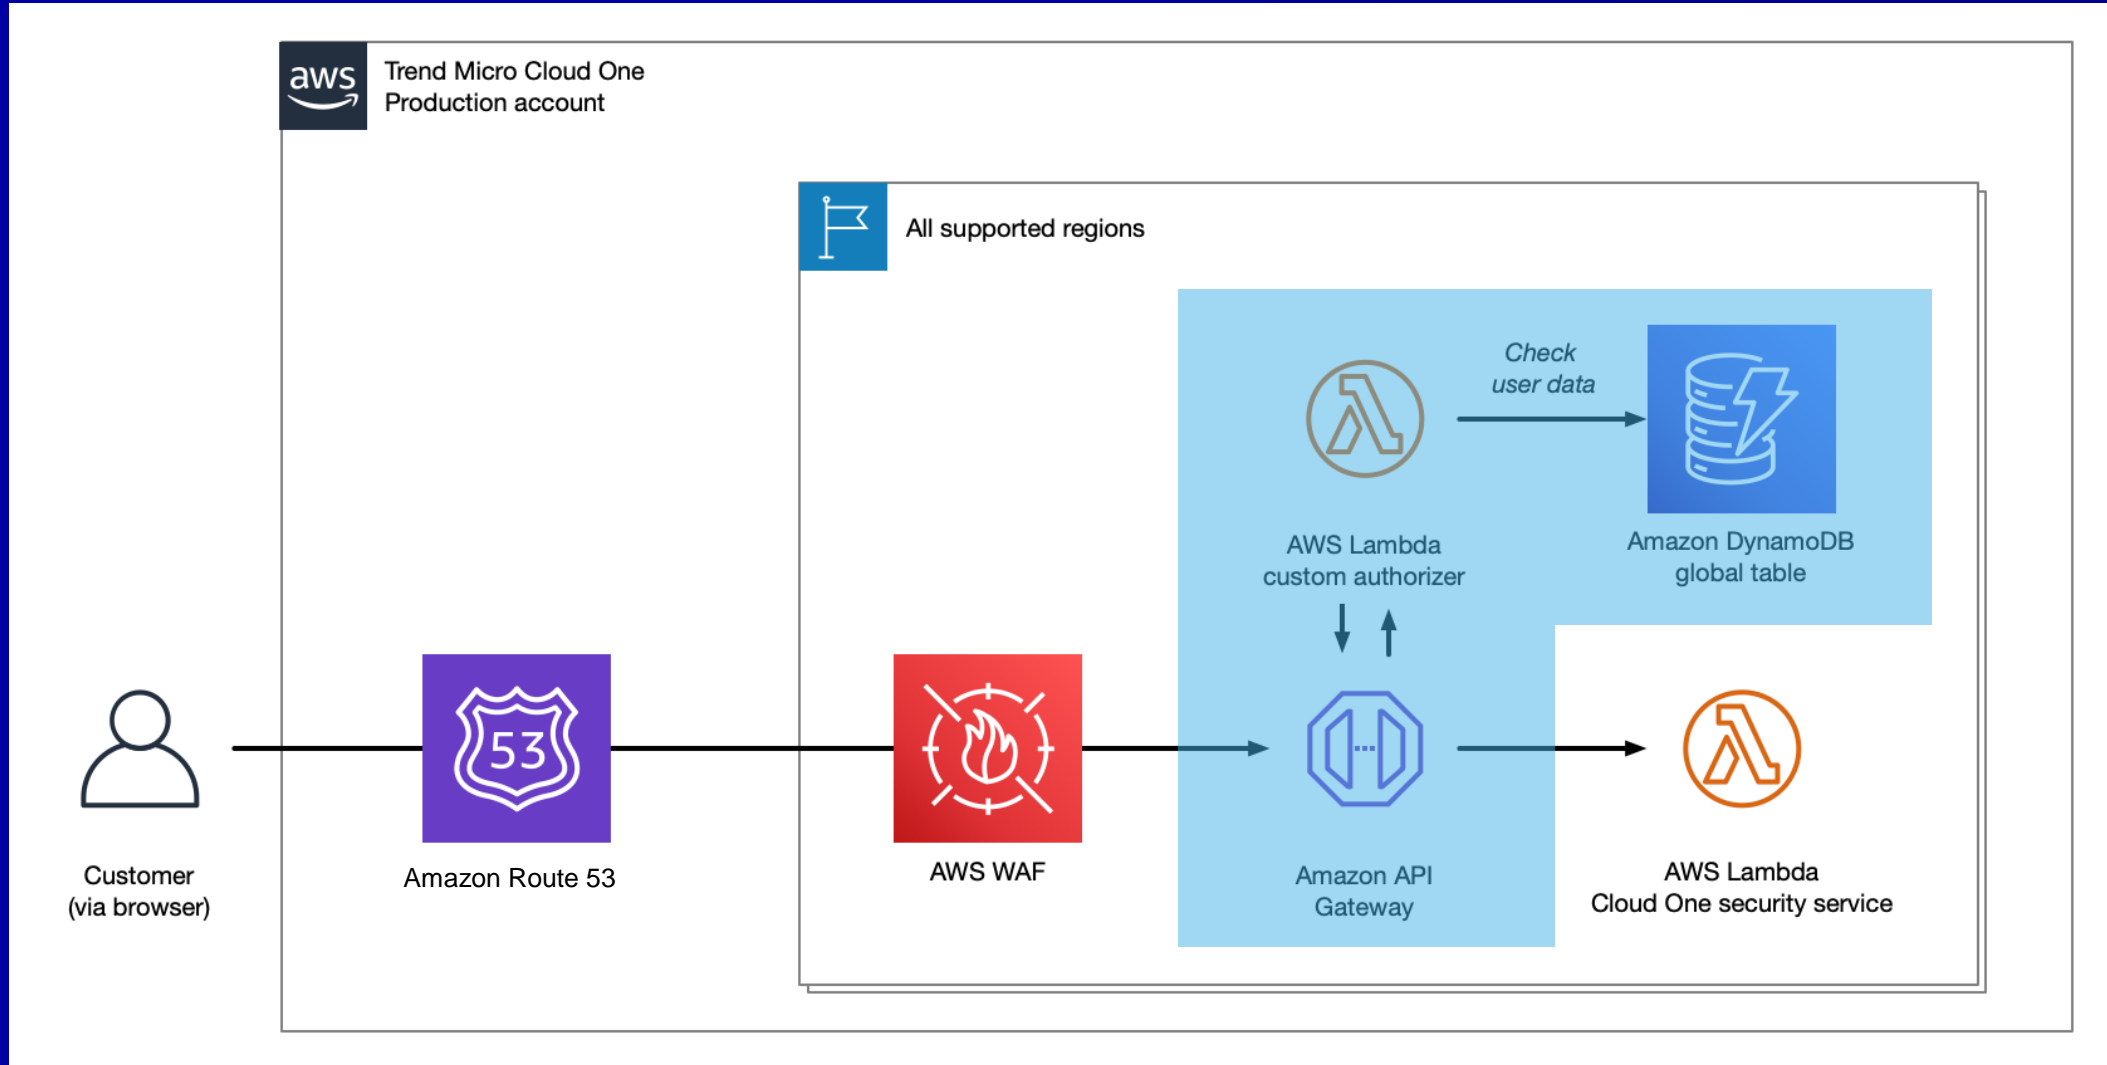 aws
Trend Micro Cloud One
Production account
All supported regions
Check
user data
AWS Lambda
custom authorizer
Amazon DynamoDB
global table
53
Customer
(via browser)
Amazon Route 53
AWS WAF
Amazon API
Gateway
AWS Lambda
Cloud One security service